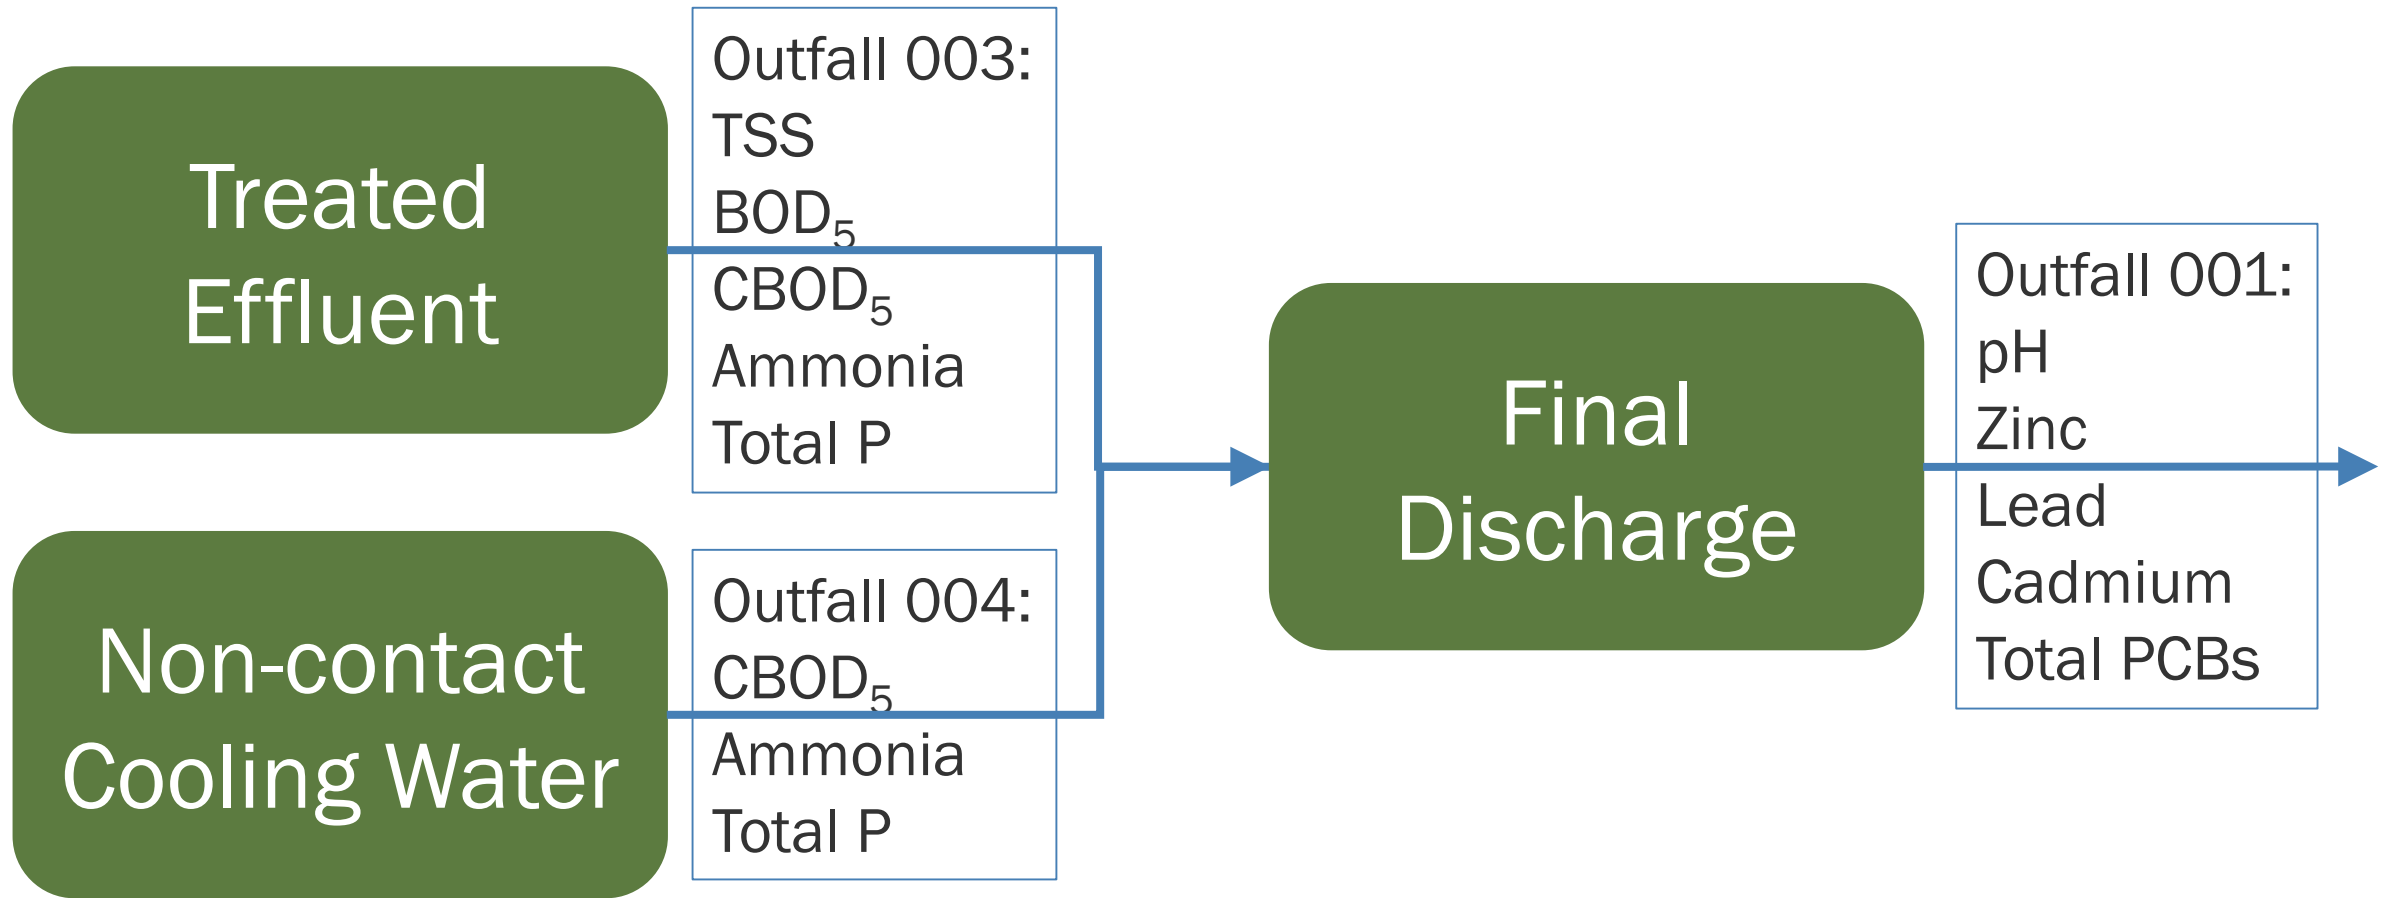 Treated
Effluent
Outfall 003:
TSS
BOD₅
CBOD₅
Ammonia
Total P
Non-contact
Cooling Water
Outfall 004:
CBOD₅
Ammonia
Total P
Final
Discharge
Outfall 001:
pH
Zinc
Lead
Cadmium
Total PCBs